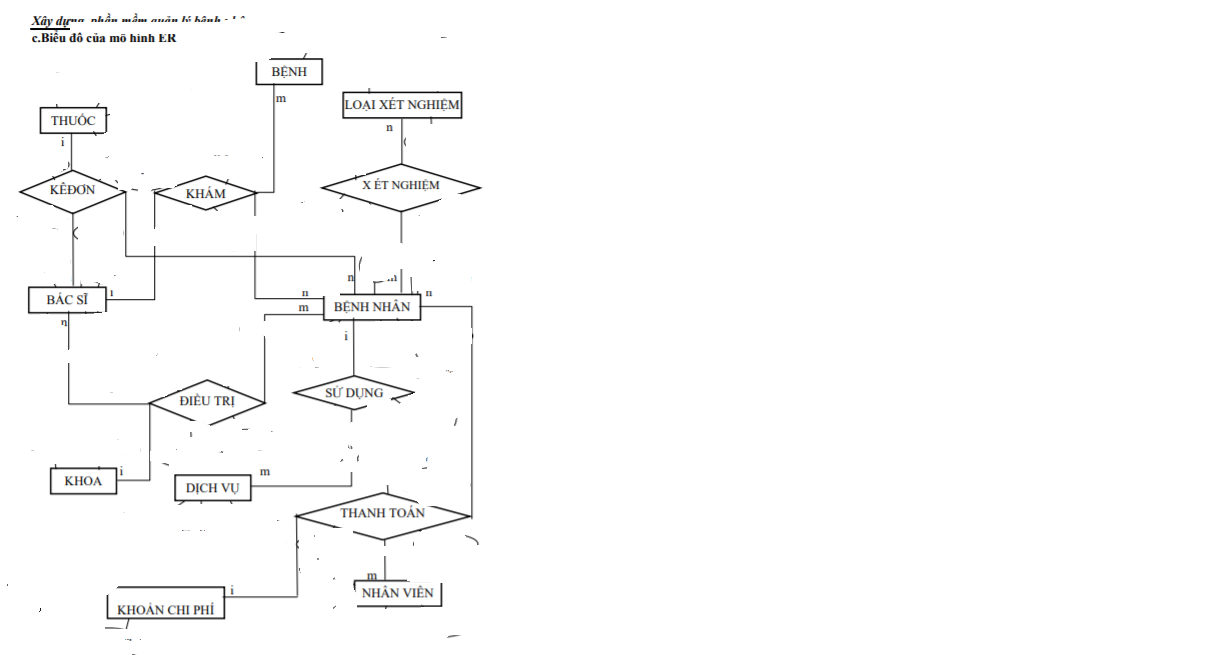 Xây dựng phần mềm quản lý bệnh
c.Biểu đồ của mô hình ER
BỆNH
m
LOẠI XÉT NGHIỆM
n
THUỐC
i
KÊĐƠN
KHÁM
X ÉT NGHIỆM
n
m
BÁC SĨ
i
n
n
BỆNH NHÂN
m
n
i
ĐIỀU TRỊ
SỬ DỤNG
KHOA
i
DỊCH VỤ
m
THANH TOÁN
m
NHÂN VIÊN
i
KHOẢN CHI PHÍ